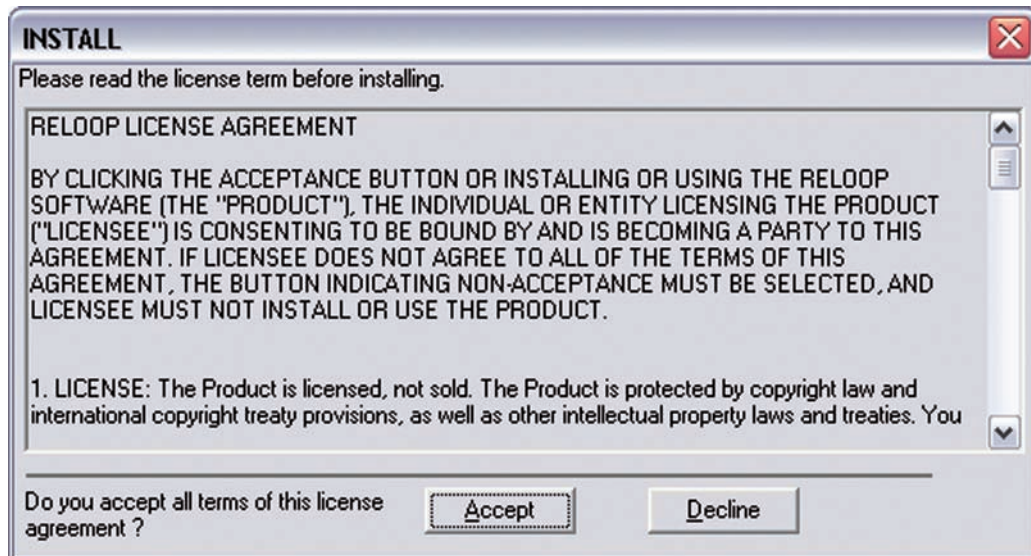 INSTALL
Please read the license term before installing.
RELOOP LICENSE AGREEMENT
BY CLICKING THE ACCEPTANCE BUTTON OR INSTALLING OR USING THE RELOOP
SOFTWARE (THE "PRODUCT"), THE INDIVIDUAL OR ENTITY LICENSING THE PRODUCT
("LICENSEE") IS CONSENTING TO BE BOUND BY AND IS BECOMING A PARTY TO THIS
AGREEMENT. IF LICENSEE DOES NOT AGREE TO ALL OF THE TERMS OF THIS
AGREEMENT, THE BUTTON INDICATING NON-ACCEPTANCE MUST BE SELECTED, AND
LICENSEE MUST NOT INSTALL OR USE THE PRODUCT.
1. LICENSE: The Product is licensed, not sold. The Product is protected by copyright law and
international copyright treaty provisions, as well as other intellectual property laws and treaties. You
Do you accept all terms of this license
agreement ?
Accept
Decline